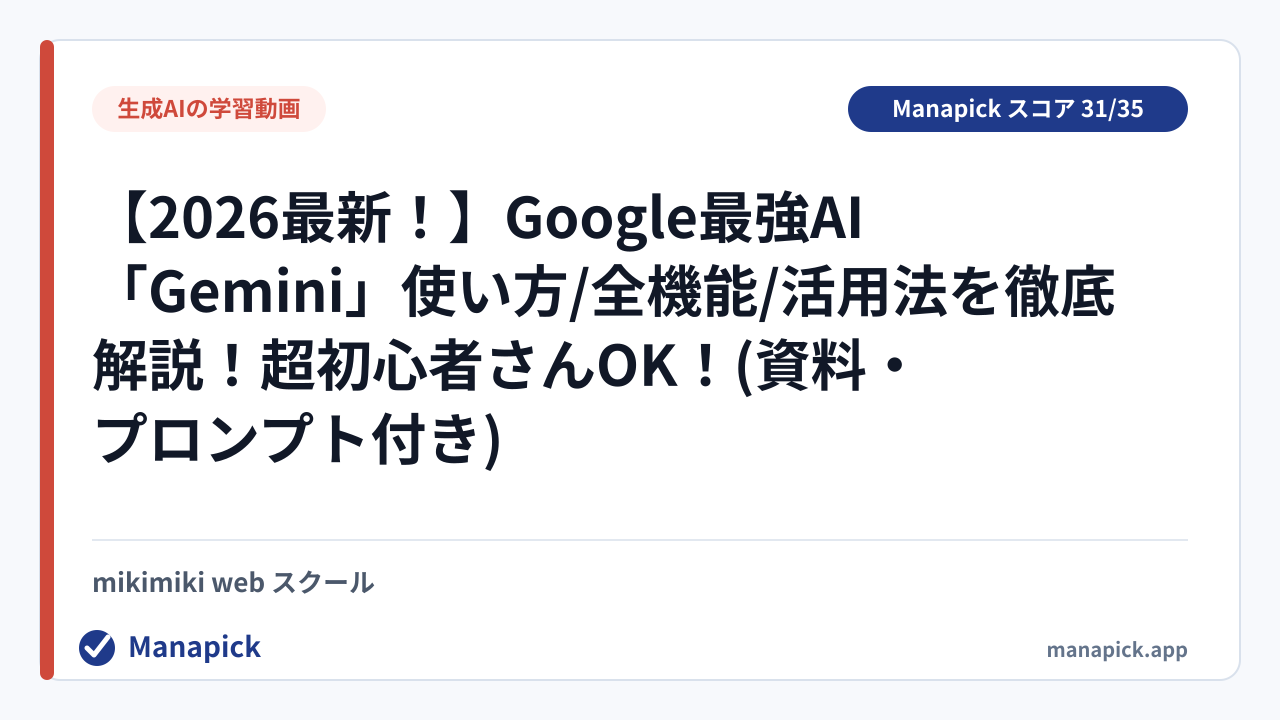 生成AIの学習動画
Manapick スコア 31/35
【2026最新！】Google最強AI
「Gemini」使い方/全機能/活用法を徹底
解説！超初心者さんOK！(資料・
プロンプト付き)
mikimiki web スクール
Manapick
manapick.app